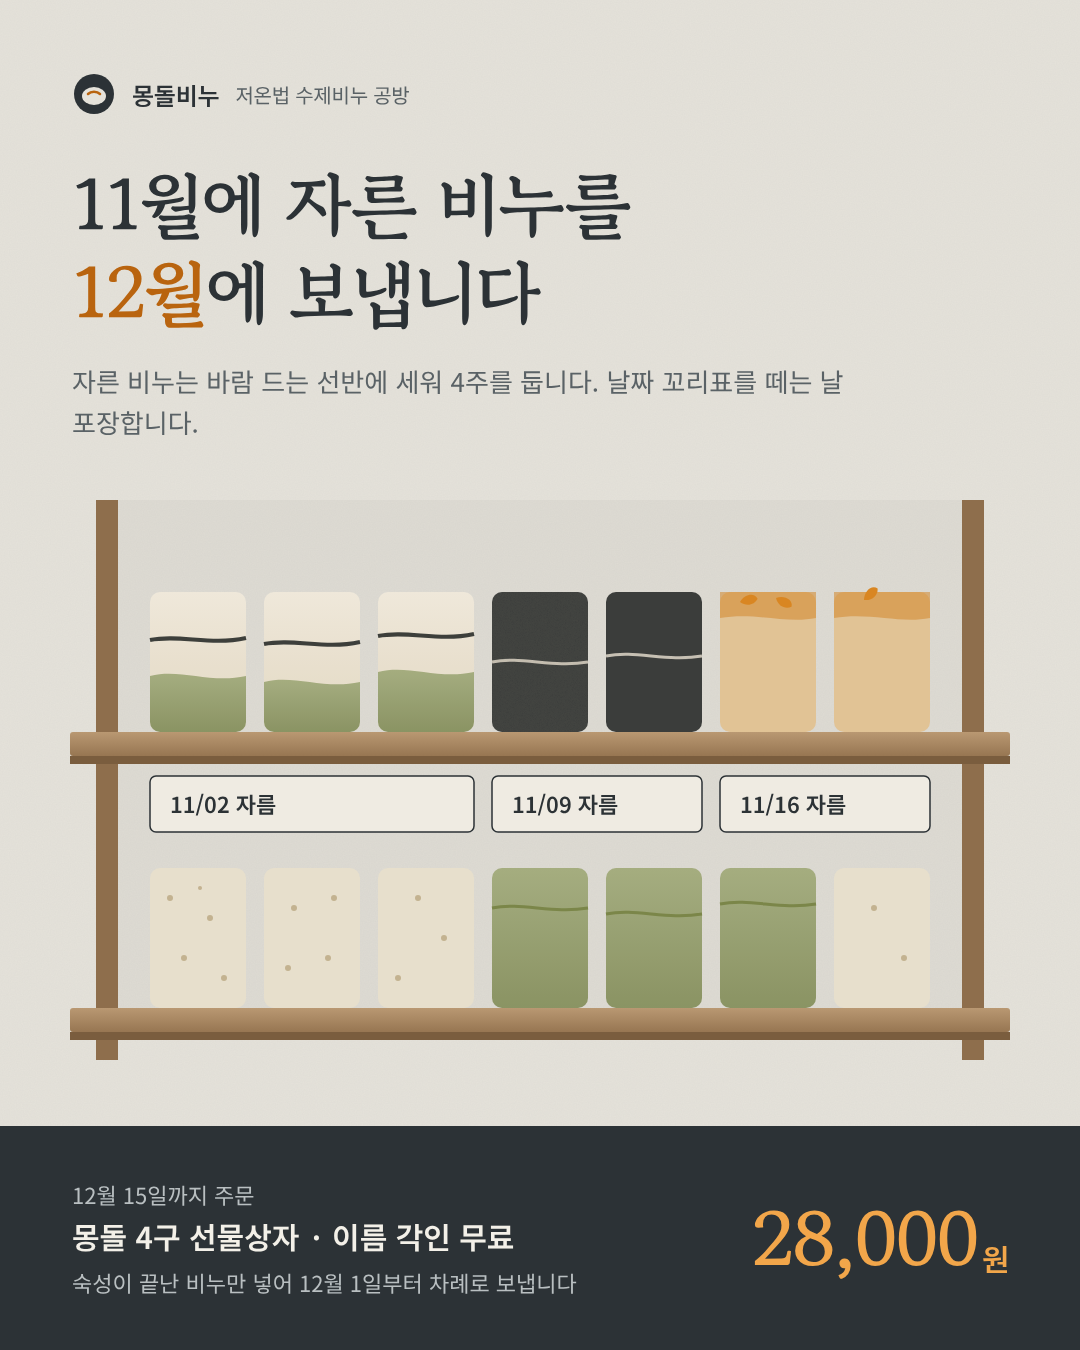 몽돌비누 저온법 수제비누 공방
11월에 자른 비누를
12월에 보냅니다
자른 비누는 바람 드는 선반에 세워 4주를 둡니다. 날짜 꼬리표를 떼는 날
포장합니다.
11/02 자름
11/09 자름
11/16 자름
12월 15일까지 주문
몽돌 4구 선물상자 · 이름 각인 무료
숙성이 끝난 비누만 넣어 12월 1일부터 차례로 보냅니다
28,000원